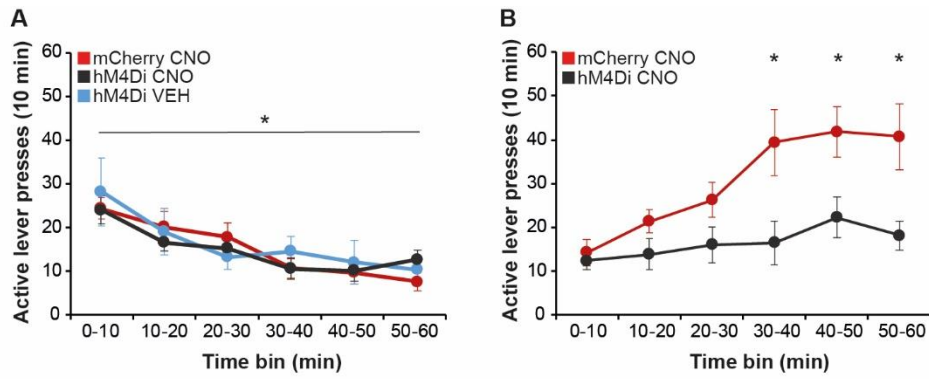 A
Active lever presses (10 min)
60
50
40
30
20
10
0
mCherry CNO
hM4Di CNO
hM4Di VEH
*
0-10 10-20 20-30 30-40 40-50 50-60
Time bin (min)
B
Active lever presses (10 min)
60
50
40
30
20
10
0
mCherry CNO
hM4Di CNO
* * *
0-10 10-20 20-30 30-40 40-50 50-60
Time bin (min)